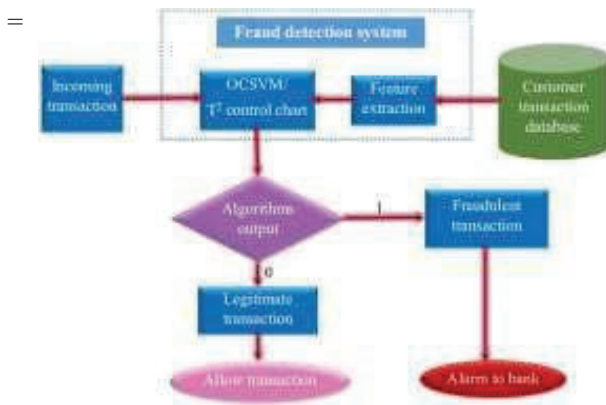 =
Fraud detection system
Incoming
transaction
OCSVM/
T² control chart
Feature
extraction
Customer
transaction
database
Algorithm
output
1
Fraudulent
transaction
0
Legitimate
transaction
Allow transaction
Alarm to bank